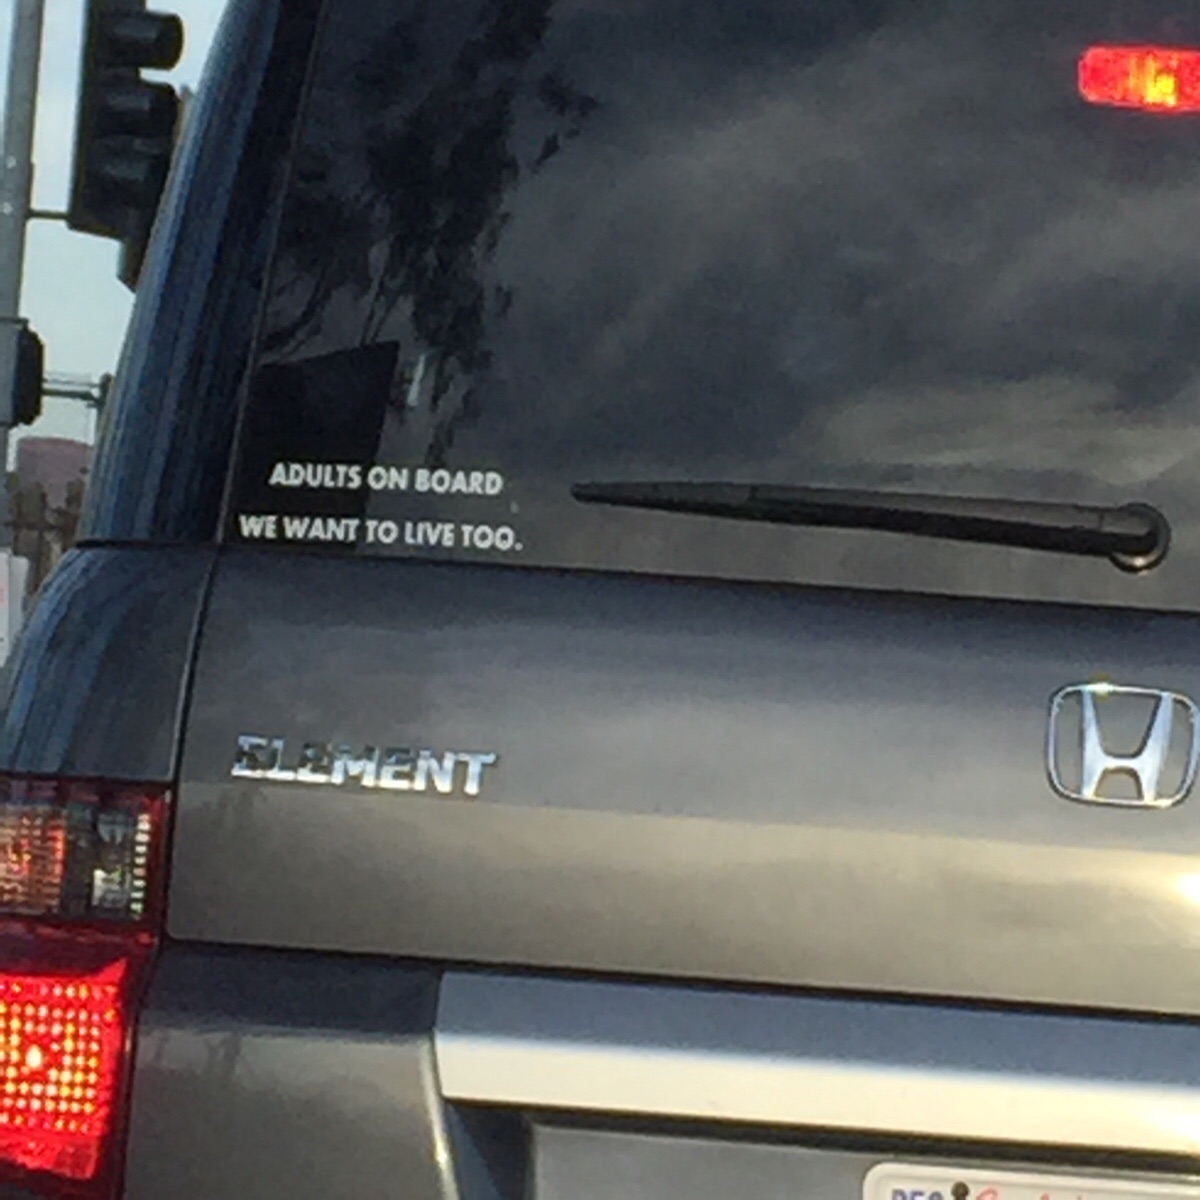 ADULTS ON BOARD
WE WANT TO LIVE TOO.
ELEMENT